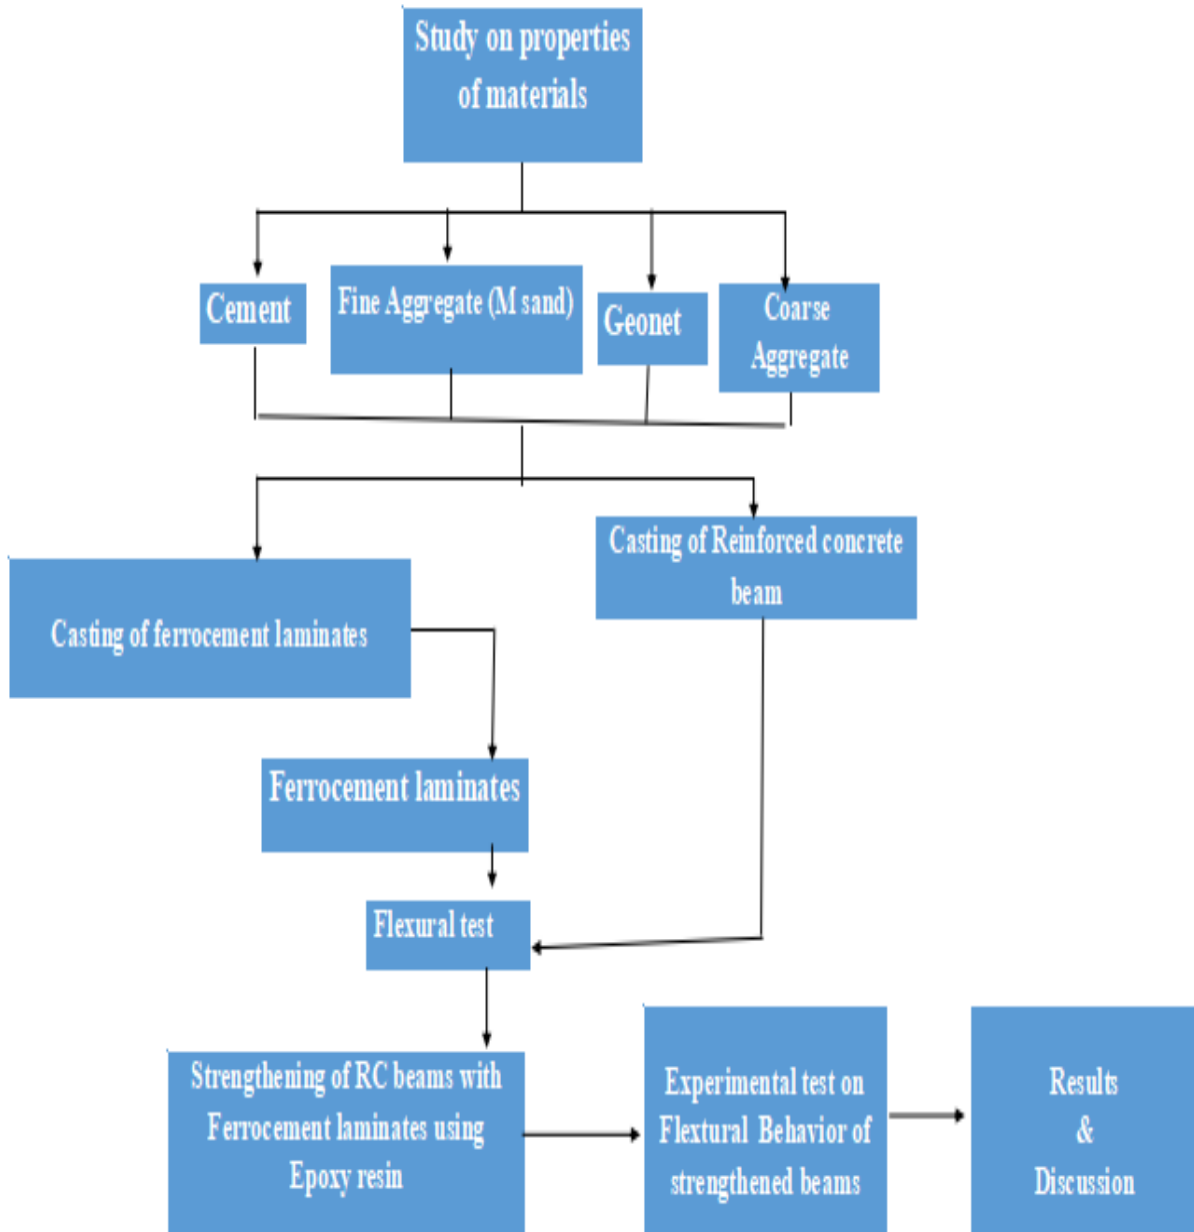 Study on properties
of materials
Cement
Fine Aggregate (M sand)
Geonet
Coarse
Aggregate
Casting of Reinforced concrete
beam
Casting of ferrocement laminates
Ferrocement laminates
Flexural test
Strengthening of RC beams with
Ferrocement laminates using
Epoxy resin
Experimental test on
Flextural Behavior of
strengthened beams
Results
&
Discussion